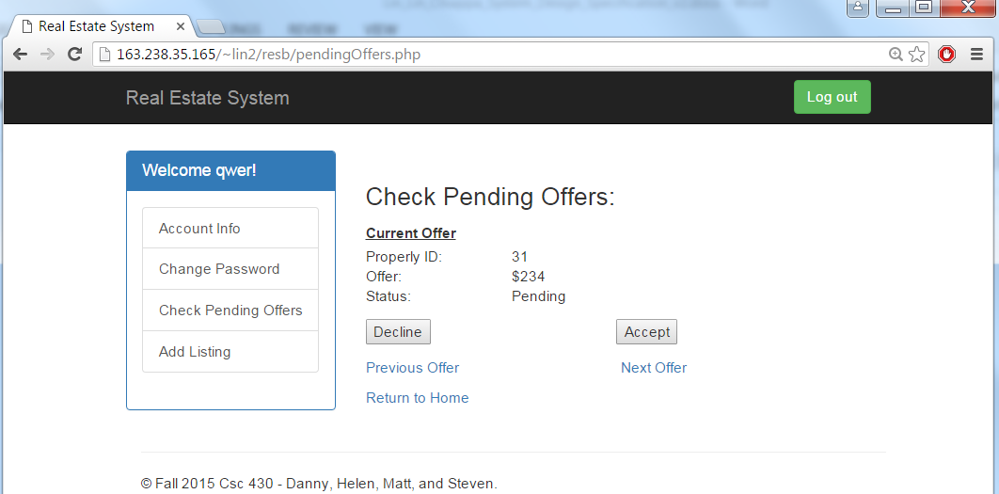 Real Estate System
REVIEW VIEW
163.238.35.165/~lin2/resb/pendingOffers.php
Real Estate System
Log out
Welcome qwer!
Account Info
Change Password
Check Pending Offers
Add Listing
Check Pending Offers:
Current Offer
Properly ID: 31
Offer: $234
Status: Pending
Decline Accept
Previous Offer Next Offer
Return to Home
© Fall 2015 Csc 430 - Danny, Helen, Matt, and Steven.